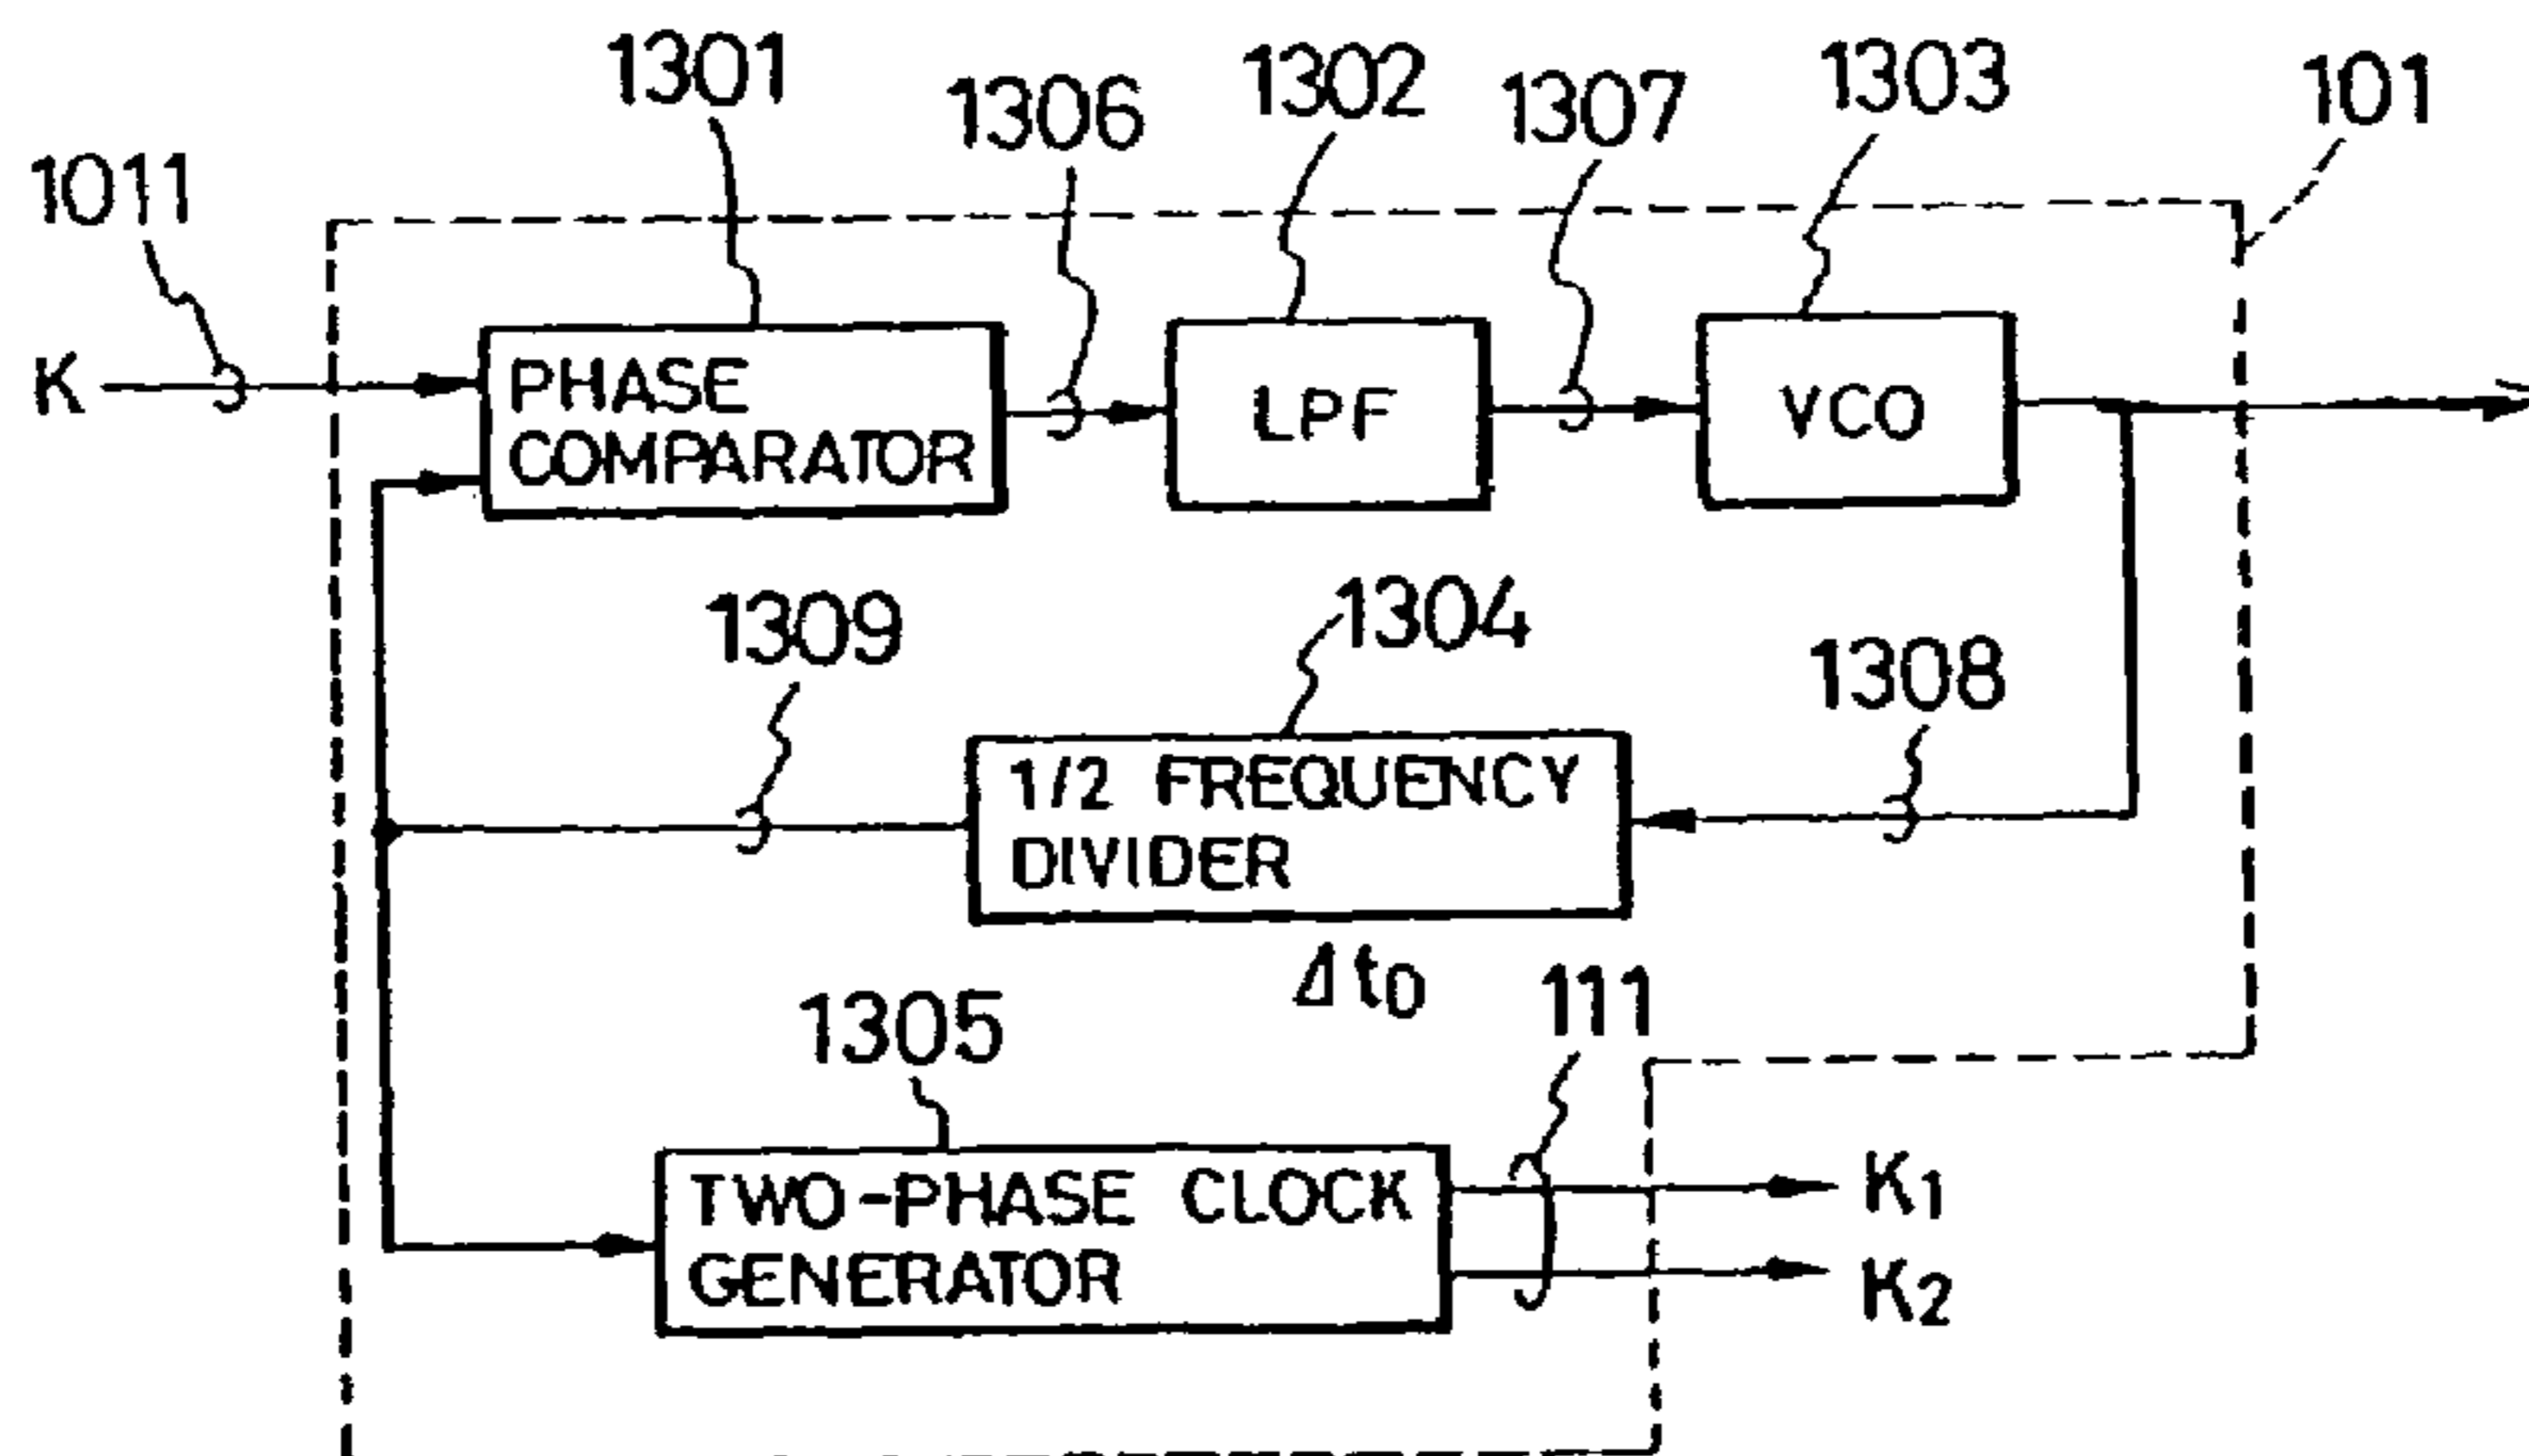 1301
1306
1302
1307
1303
101
1011
K
PHASE
COMPARATOR
LPF
VCO
1309
1304
1308
1/2 FREQUENCY
DIVIDER
Δt₀
1305
111
TWO-PHASE CLOCK
GENERATOR
K₁
K₂